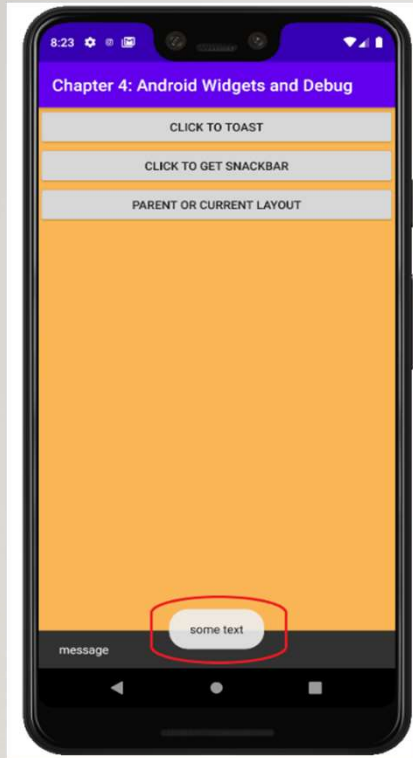 8:23
Chapter 4: Android Widgets and Debug
CLICK TO TOAST
CLICK TO GET SNACKBAR
PARENT OR CURRENT LAYOUT
some text
message